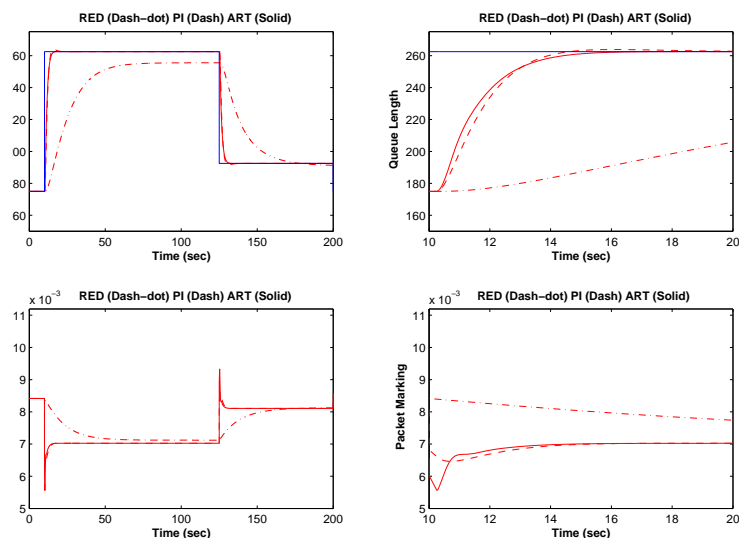 RED (Dash-dot) PI (Dash) ART (Solid)
60
20
60
00
60
0 50 100 150 200
Time (sec)
RED (Dash-dot) PI (Dash) ART (Solid)
Queue Length
260
240
220
200
180
160
10 12 14 16 18 20
Time (sec)
RED (Dash-dot) PI (Dash) ART (Solid)
x 10⁻³
11
10
9
8
7
6
5
0 50 100 150 200
Time (sec)
RED (Dash-dot) PI (Dash) ART (Solid)
x 10⁻³
Packet Marking
11
10
9
8
7
6
5
10 12 14 16 18 20
Time (sec)